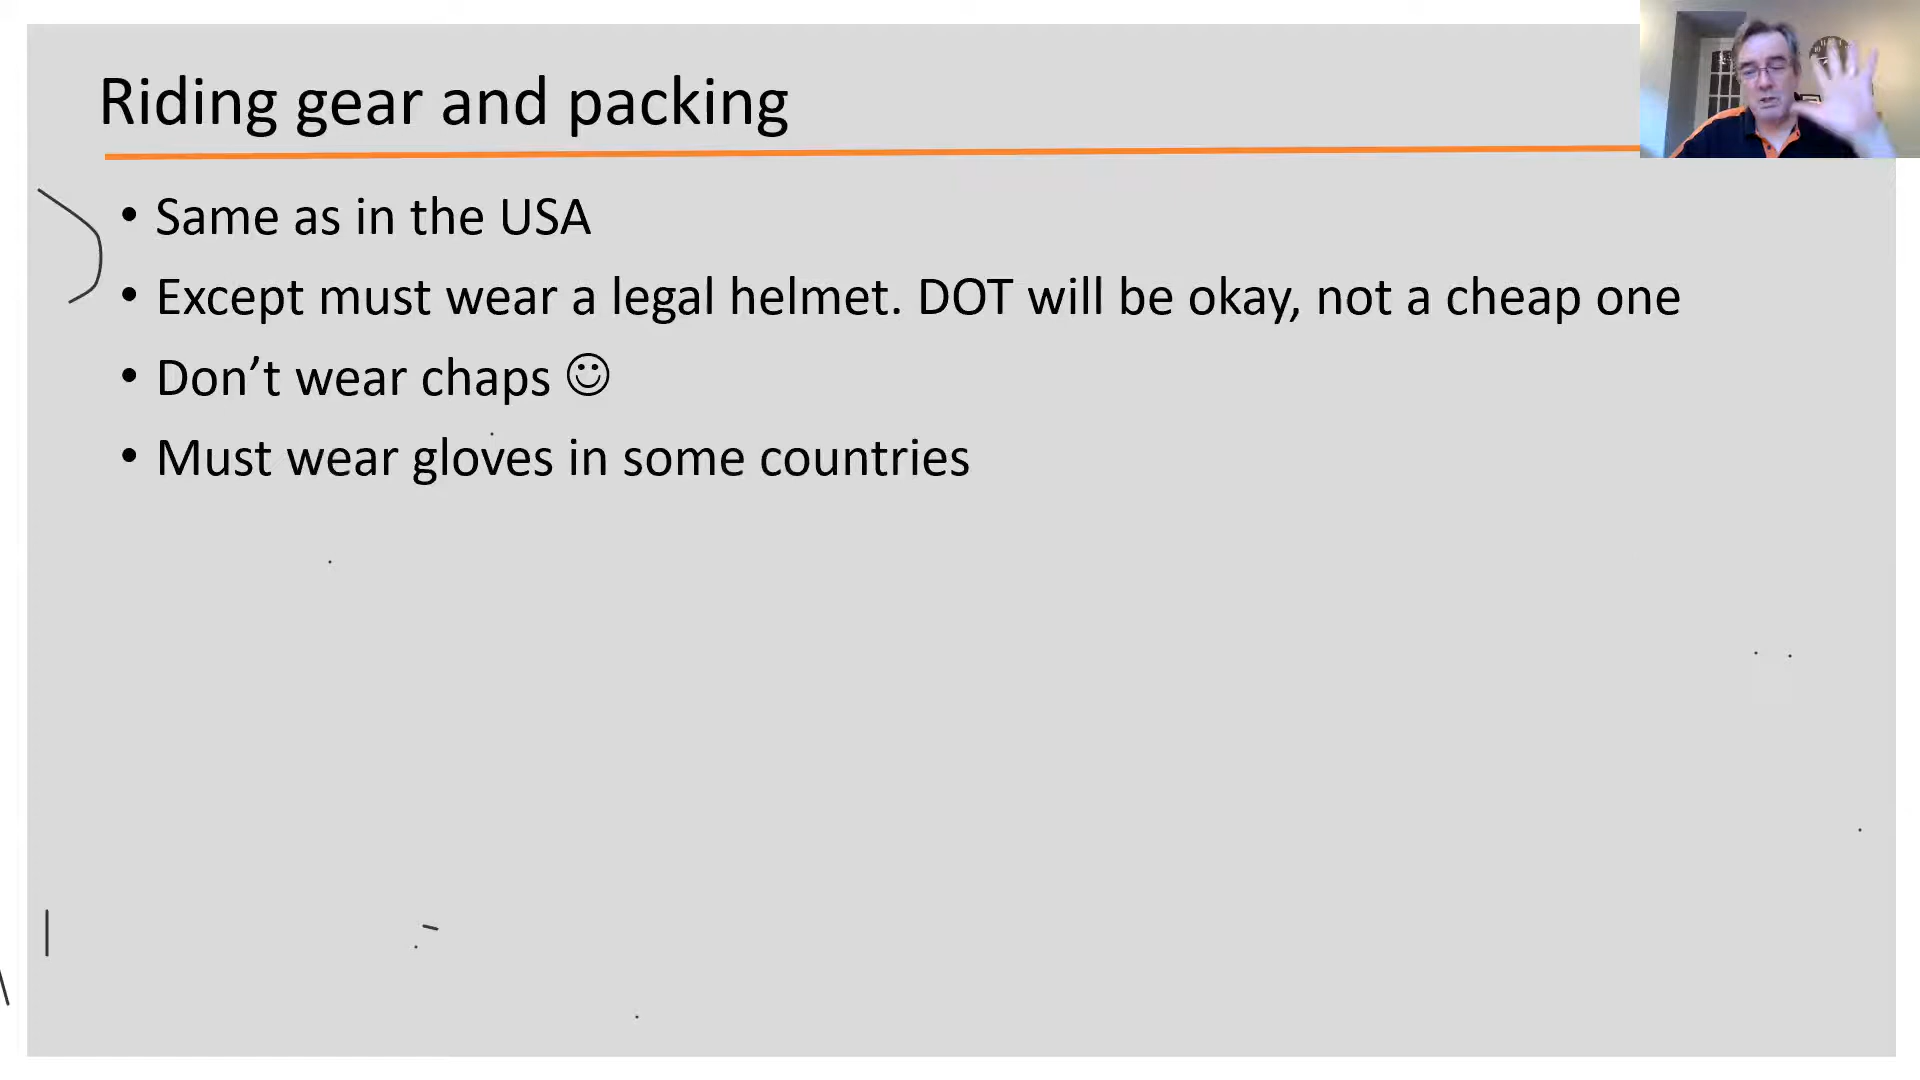 Riding gear and packing
• Same as in the USA
• Except must wear a legal helmet. DOT will be okay, not a cheap one
• Don’t wear chaps ☺
• Must wear gloves in some countries